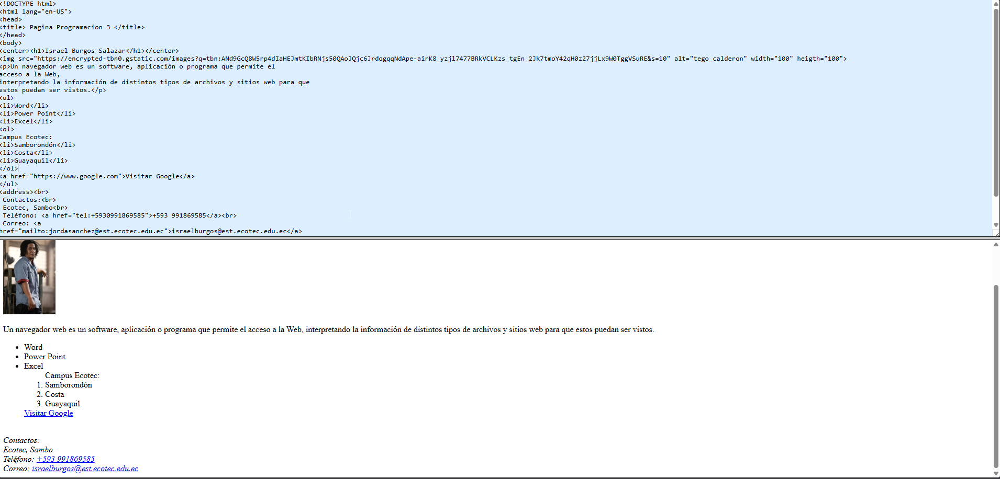 <!DOCTYPE html>
<html lang="en-US">
<head>
<title> Pagina Programacion 3 </title>
</head>
<body>
<center><h1>Israel Burgos Salazar</h1></center>
<img src="https://encrypted-tbn0.gstatic.com/images?q=tbn:ANd9GcQ8W5rp4dIaHEJmtKIbRNjs50QAoJQjc6JrdogqqNdApe-airK8_yzjl7477BRkVCLKzs_tgEn_2Jk7tmoY42qH0z27jjLx9W0TggVSuRE&s=10" alt="tego_calderon" width="100" heigth="100">
<p>Un navegador web es un software, aplicación o programa que permite el
acceso a la Web,
interpretando la información de distintos tipos de archivos y sitios web para que
estos puedan ser vistos.</p>
<ul>
<li>Word</li>
<li>Power Point</li>
<li>Excel</li>
<ol>
Campus Ecotec:
<li>Samborondón</li>
<li>Costa</li>
<li>Guayaquil</li>
</ol>
<a href="https://www.google.com">Visitar Google</a>
</ul>
<address><br>
Contactos:<br>
Ecotec, Sambo<br>
Teléfono: <a href="tel:+5930991869585">+593 991869585</a><br>
Correo: <a
href="mailto:jordasanchez@est.ecotec.edu.ec">israelburgos@est.ecotec.edu.ec</a>
Un navegador web es un software, aplicación o programa que permite el acceso a la Web, interpretando la información de distintos tipos de archivos y sitios web para que estos puedan ser vistos.
• Word
• Power Point
• Excel
Campus Ecotec:
1. Samborondón
2. Costa
3. Guayaquil
Visitar Google
Contactos:
Ecotec, Sambo
Teléfono: +593 991869585
Correo: israelburgos@est.ecotec.edu.ec